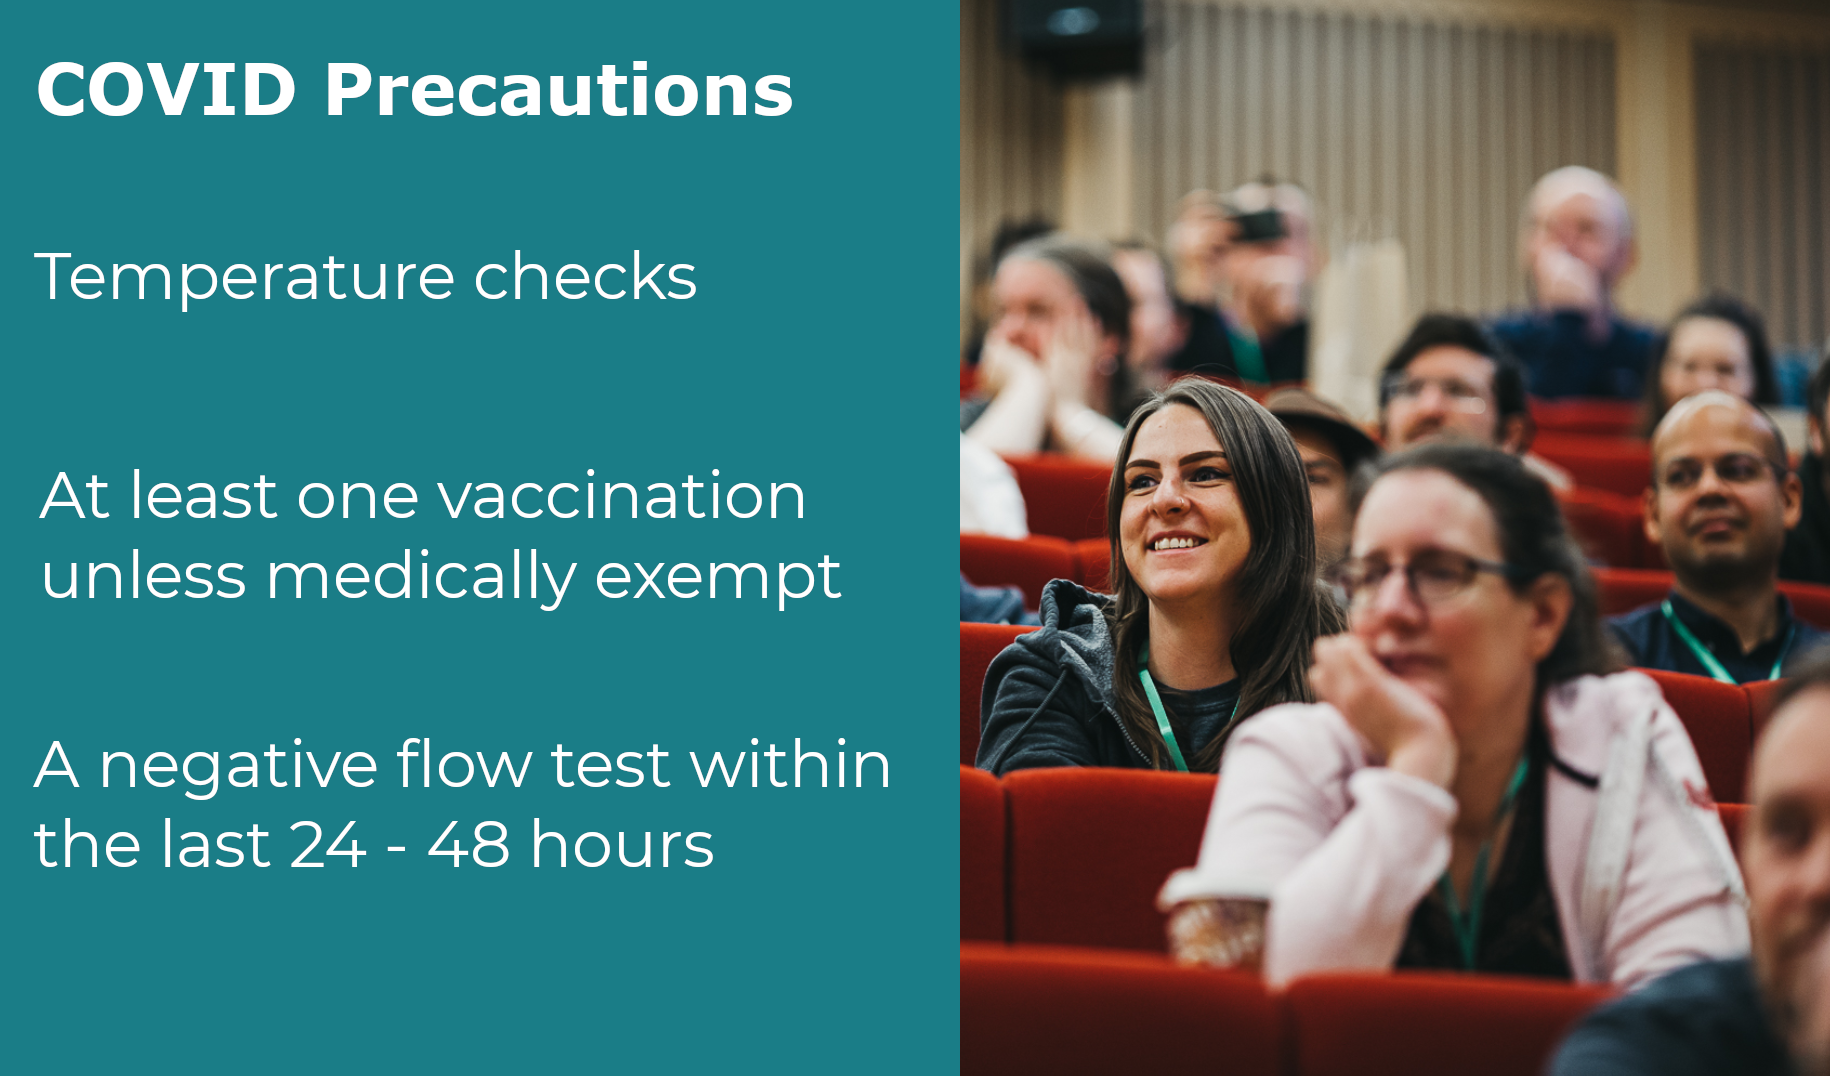 COVID Precautions
Temperature checks
At least one vaccination
unless medically exempt
A negative flow test within
the last 24 - 48 hours